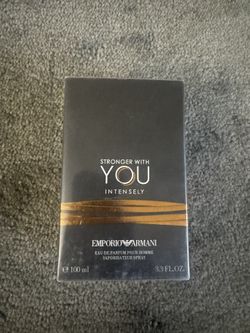 STRONGER WITH
YOU
INTENSELY
EMPORIO ARMANI
EAU DE PARFUM POUR HOMME
VAPORISATEUR SPRAY
e 100 ml 3.3 FL.OZ.